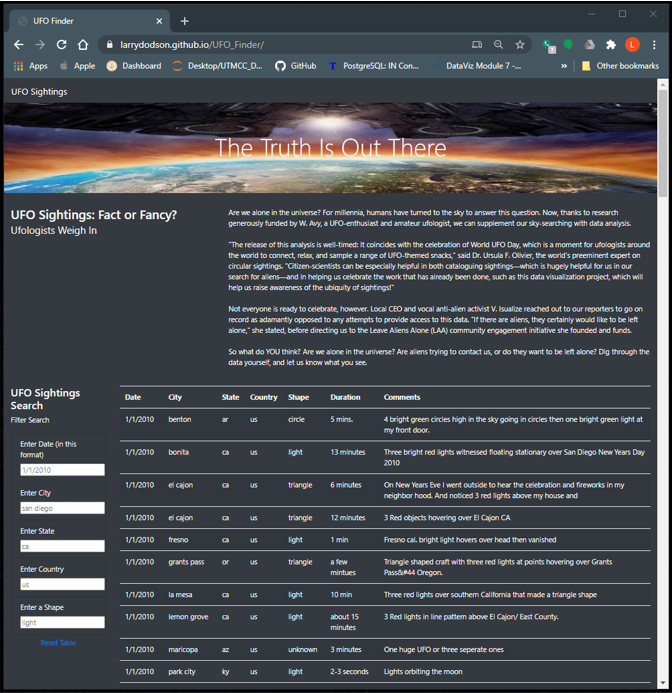 UFO Finder
larrydodson.github.io/UFO_Finder/
L
Apps Apple Dashboard Desktop/UTMCC_D... GitHub T PostgreSQL: IN Con... DataViz Module 7 -... » Other bookmarks
UFO Sightings
The Truth Is Out There
UFO Sightings: Fact or Fancy?
Ufologists Weigh In
Are we alone in the universe? For millennia, humans have turned to the sky to answer this question. Now, thanks to research
generously funded by W. Avy, a UFO-enthusiast and amateur ufologist, we can supplement our sky-searching with data analysis.
"The release of this analysis is well-timed: It coincides with the celebration of World UFO Day, which is a moment for ufologists around
the world to connect, relax, and sample a range of UFO-themed snacks," said Dr. Ursula F. Olivier, the world's preeminent expert on
circular sightings. "Citizen-scientists can be especially helpful in both cataloguing sightings—which is hugely helpful for us in our
search for aliens—and in helping us celebrate the work that has already been done, such as this data visualization project, which will
help us raise awareness of the ubiquity of sightings!"
Not everyone is ready to celebrate, however. Local CEO and vocal anti-alien activist V. Isualize reached out to our reporters to go on
record as adamantly opposed to any attempts to provide access to this data. "If there are aliens, they certainly would like to be left
alone," she stated, before directing us to the Leave Aliens Alone (LAA) community engagement initiative she founded and funds.
So what do YOU think? Are we alone in the universe? Are aliens trying to contact us, or do they want to be left alone? Dig through the
data yourself, and let us know what you see.
UFO Sightings
Search
Filter Search
Enter Date (in this
format)
1/1/2010
Enter City
san diego
Enter State
ca
Enter Country
us
Enter a Shape
light
Reset Table
Date City State Country Shape Duration Comments
1/1/2010 benton ar us circle 5 mins. 4 bright green circles high in the sky going in circles then one bright green light at
my front door.
1/1/2010 bonita ca us light 13 minutes Three bright red lights witnessed floating stationary over San Diego New Years Day
2010
1/1/2010 el cajon ca us triangle 6 minutes On New Years Eve I went outside to hear the celebration and fireworks in my
neighbor hood. And noticed 3 red lights above my house and
1/1/2010 el cajon ca us triangle 12 minutes 3 Red objects hovering over El Cajon CA
1/1/2010 fresno ca us light 1 min Fresno cal. bright light hovers over head then vanished
1/1/2010 grants pass or us triangle a few Triangle shaped craft with three red lights at points hovering over Grants
mintues Pass&#44 Oregon.
1/1/2010 la mesa ca us light 10 min Three red lights over southern California that made a triangle shape
1/1/2010 lemon grove ca us light about 15 3 Red lights in line pattern above El Cajon/ East County.
minutes
1/1/2010 maricopa az us unknown 3 minutes One huge UFO or three seperate ones
1/1/2010 park city ky us light 2-3 seconds Lights orbiting the moon